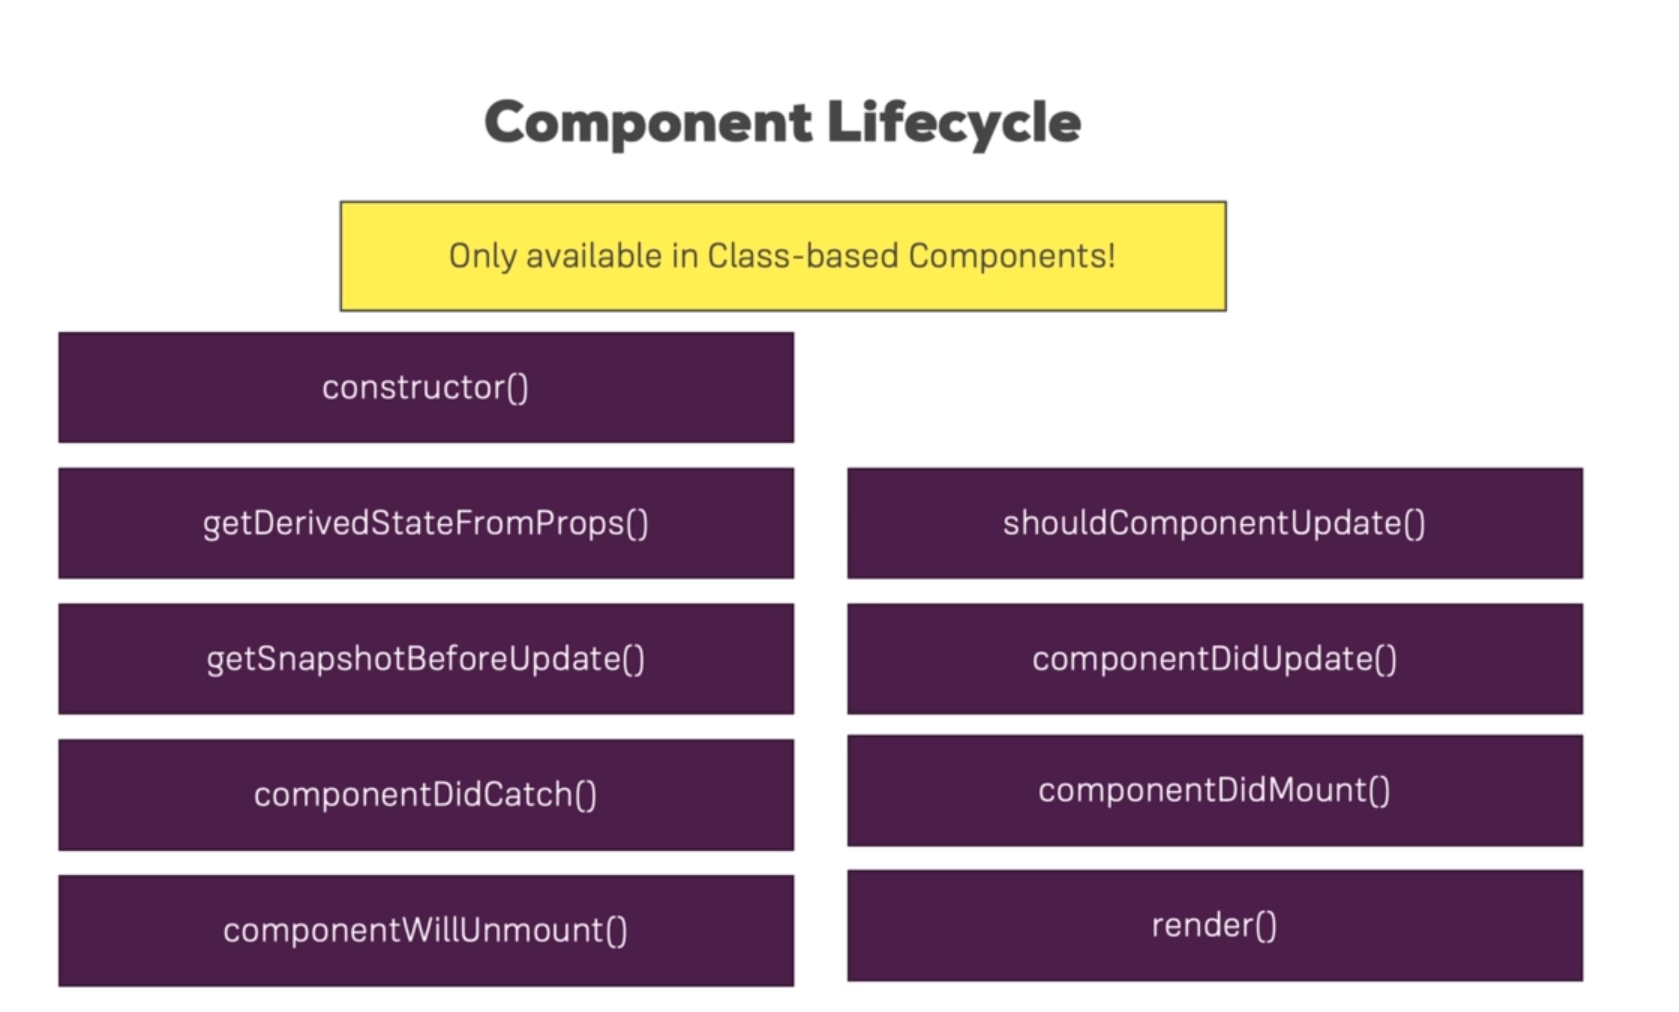 Component Lifecycle
Only available in Class-based Components!
constructor()
getDerivedStateFromProps()
shouldComponentUpdate()
getSnapshotBeforeUpdate()
componentDidUpdate()
componentDidCatch()
componentDidMount()
componentWillUnmount()
render()